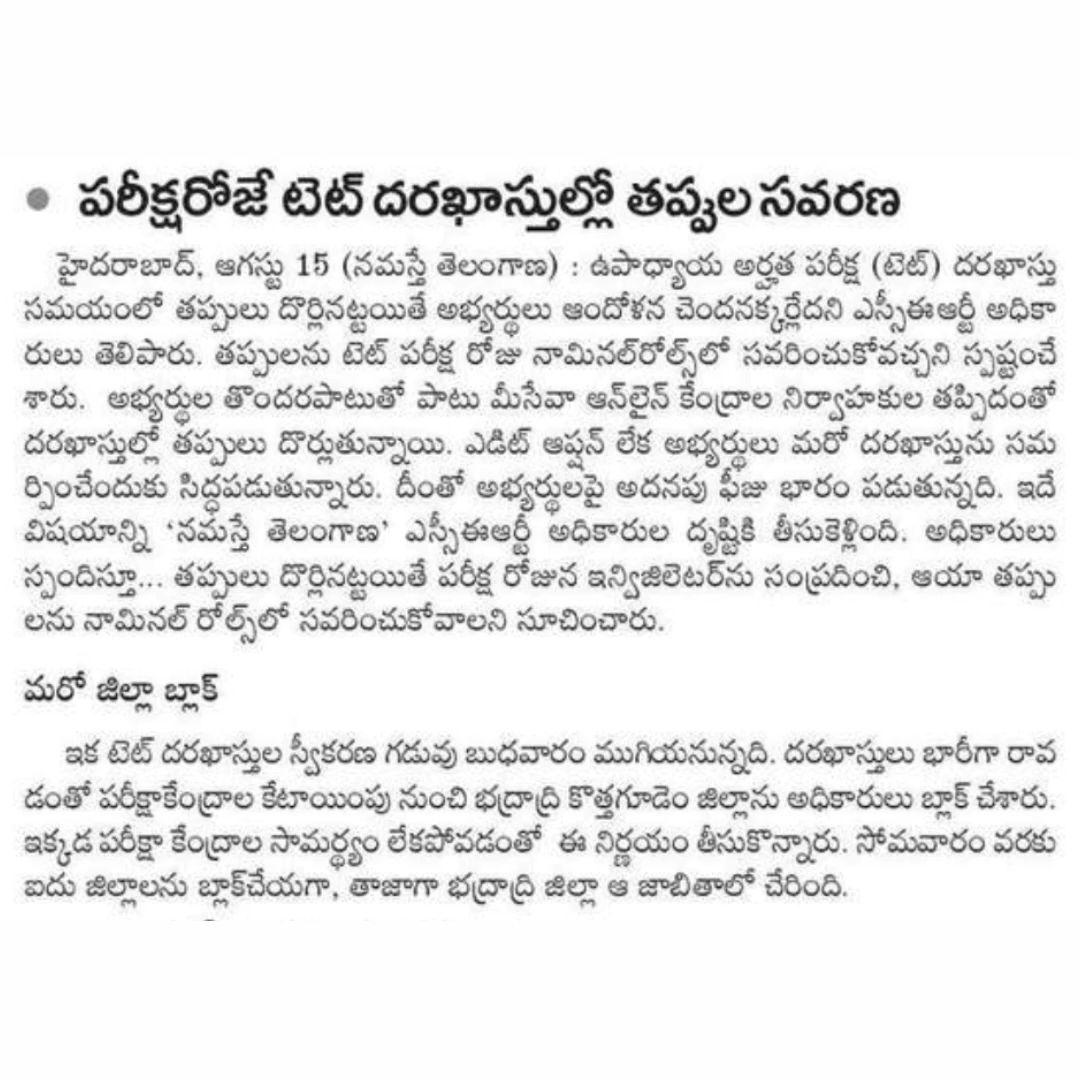 • పరీక్షరోజే టెట్ దరఖాస్తుల్లో తప్పుల సవరణ
హైదరాబాద్, ఆగస్టు 15 (నమస్తే తెలంగాణ) : ఉపాధ్యాయ అర్హత పరీక్ష (టెట్) దరఖాస్తు
సమయంలో తప్పులు దొర్లినట్టయితే అభ్యర్థులు ఆందోళన చెందనక్కర్లేదని ఎస్సీఈఆర్టీ అధికా
రులు తెలిపారు. తప్పులను టెట్ పరీక్ష రోజు నామినల్‌రోల్స్‌లో సవరించుకోవచ్చని స్పష్టంచే
శారు. అభ్యర్థుల తొందరపాటుతో పాటు మీసేవా ఆన్‌లైన్ కేంద్రాల నిర్వాహకుల తప్పిదంతో
దరఖాస్తుల్లో తప్పులు దొర్లుతున్నాయి. ఎడిట్ ఆప్షన్ లేక అభ్యర్థులు మరో దరఖాస్తును సమ
ర్పించేందుకు సిద్ధపడుతున్నారు. దీంతో అభ్యర్థులపై అదనపు ఫీజు భారం పడుతున్నది. ఇదే
విషయాన్ని ‘నమస్తే తెలంగాణ’ ఎస్సీఈఆర్టీ అధికారుల దృష్టికి తీసుకెళ్లింది. అధికారులు
స్పందిస్తూ... తప్పులు దొర్లినట్టయితే పరీక్ష రోజున ఇన్విజిలెటర్‌ను సంప్రదించి, ఆయా తప్పు
లను నామినల్ రోల్స్‌లో సవరించుకోవాలని సూచించారు.
మరో జిల్లా బ్లాక్
ఇక టెట్ దరఖాస్తుల స్వీకరణ గడువు బుధవారం ముగియనున్నది. దరఖాస్తులు భారీగా రావ
డంతో పరీక్షాకేంద్రాల కేటాయింపు నుంచి భద్రాద్రి కొత్తగూడెం జిల్లాను అధికారులు బ్లాక్ చేశారు.
ఇక్కడ పరీక్షా కేంద్రాల సామర్థ్యం లేకపోవడంతో ఈ నిర్ణయం తీసుకొన్నారు. సోమవారం వరకు
ఐదు జిల్లాలను బ్లాక్‌చేయగా, తాజాగా భద్రాద్రి జిల్లా ఆ జాబితాలో చేరింది.